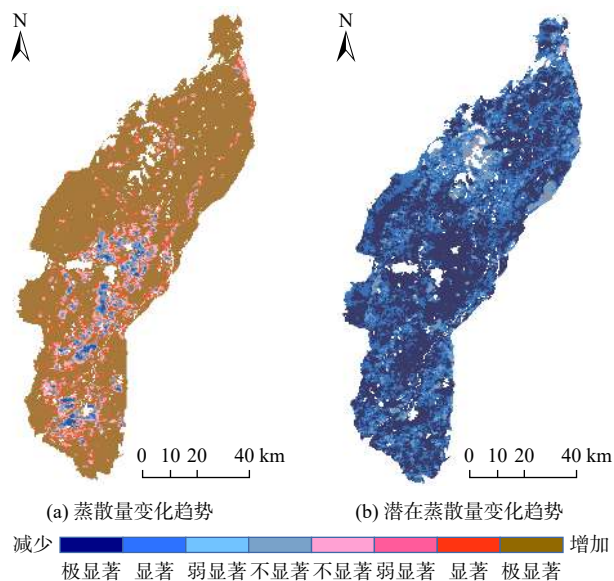 N N
0 10 20 40 km 0 10 20 40 km
(a) 蒸散量变化趋势 (b) 潜在蒸散量变化趋势
减少 增加
极显著 显著 弱显著 不显著 不显著 弱显著 显著 极显著